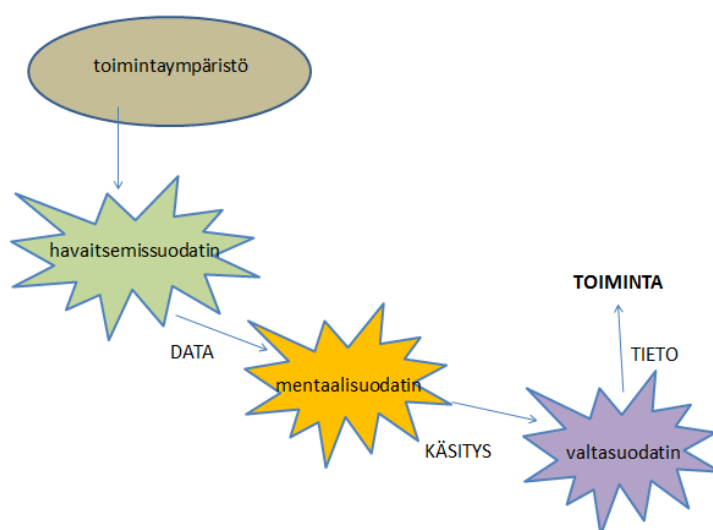 toimintaympäristö
havaitsemissuodatin
DATA
mentaalisuodatin
KÄSITYS
valtasuodatin
TIETO
TOIMINTA